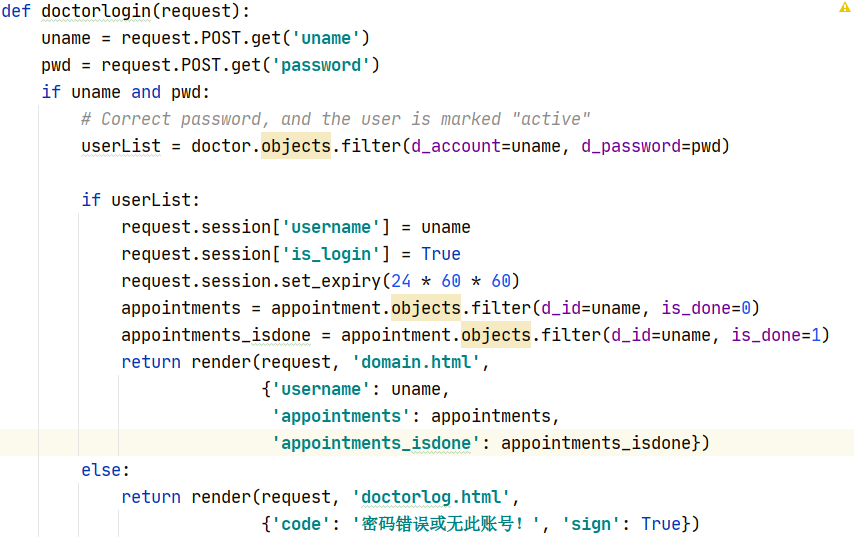 def doctorlogin(request):
    uname = request.POST.get('uname')
    pwd = request.POST.get('password')
    if uname and pwd:
        # Correct password, and the user is marked "active"
        userList = doctor.objects.filter(d_account=uname, d_password=pwd)
        if userList:
            request.session['username'] = uname
            request.session['is_login'] = True
            request.session.set_expiry(24 * 60 * 60)
            appointments = appointment.objects.filter(d_id=uname, is_done=0)
            appointments_isdone = appointment.objects.filter(d_id=uname, is_done=1)
            return render(request, 'domain.html',
                          {'username': uname,
                           'appointments': appointments,
                           'appointments_isdone': appointments_isdone})
        else:
            return render(request, 'doctorlog.html',
                          {'code': '密码错误或无此账号！', 'sign': True})